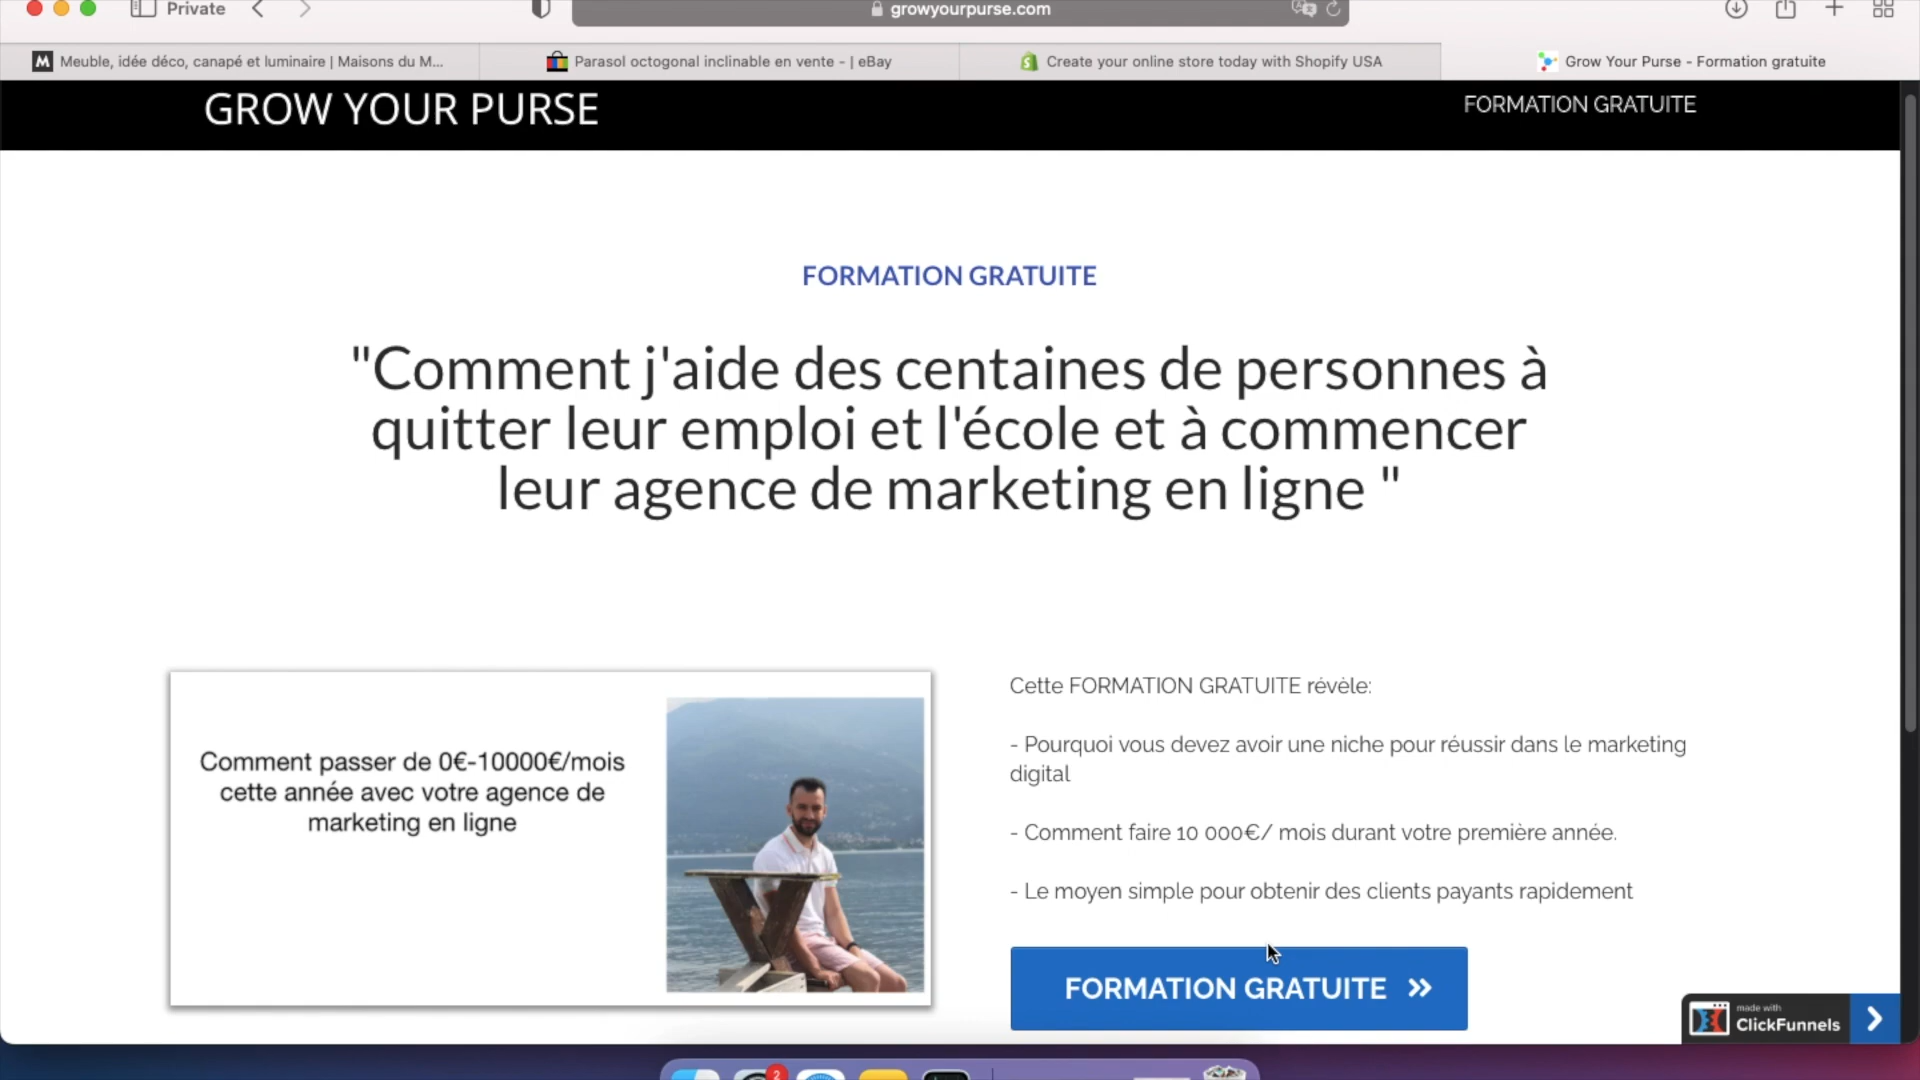 Private
growyourpurse.com
Meuble, idée déco, canapé et luminaire | Maisons du M...
Parasol octogonal inclinable en vente - | eBay
Create your online store today with Shopify USA
Grow Your Purse - Formation gratuite
GROW YOUR PURSE
FORMATION GRATUITE
FORMATION GRATUITE
"Comment j'aide des centaines de personnes à
quitter leur emploi et l'école et à commencer
leur agence de marketing en ligne "
Comment passer de 0€-10000€/mois
cette année avec votre agence de
marketing en ligne
Cette FORMATION GRATUITE révèle:
- Pourquoi vous devez avoir une niche pour réussir dans le marketing
digital
- Comment faire 10 000€/ mois durant votre première année.
- Le moyen simple pour obtenir des clients payants rapidement
FORMATION GRATUITE »
made with
ClickFunnels
2